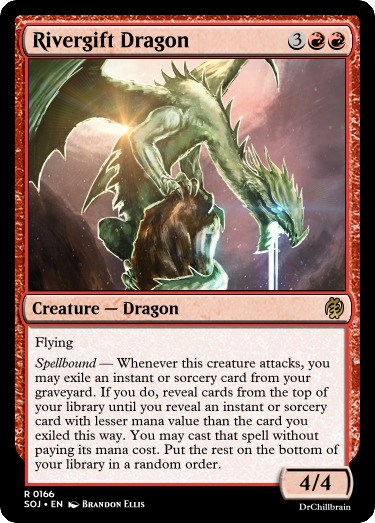 Rivergift Dragon 3
Creature — Dragon
Flying
Spellbound — Whenever this creature attacks, you
may exile an instant or sorcery card from your
graveyard. If you do, reveal cards from the top of
your library until you reveal an instant or sorcery
card with lesser mana value than the card you
exiled this way. You may cast that spell without
paying its mana cost. Put the rest on the bottom of
your library in a random order.
4/4
R 0166
SOJ • EN Brandon Ellis
DrChillbrain